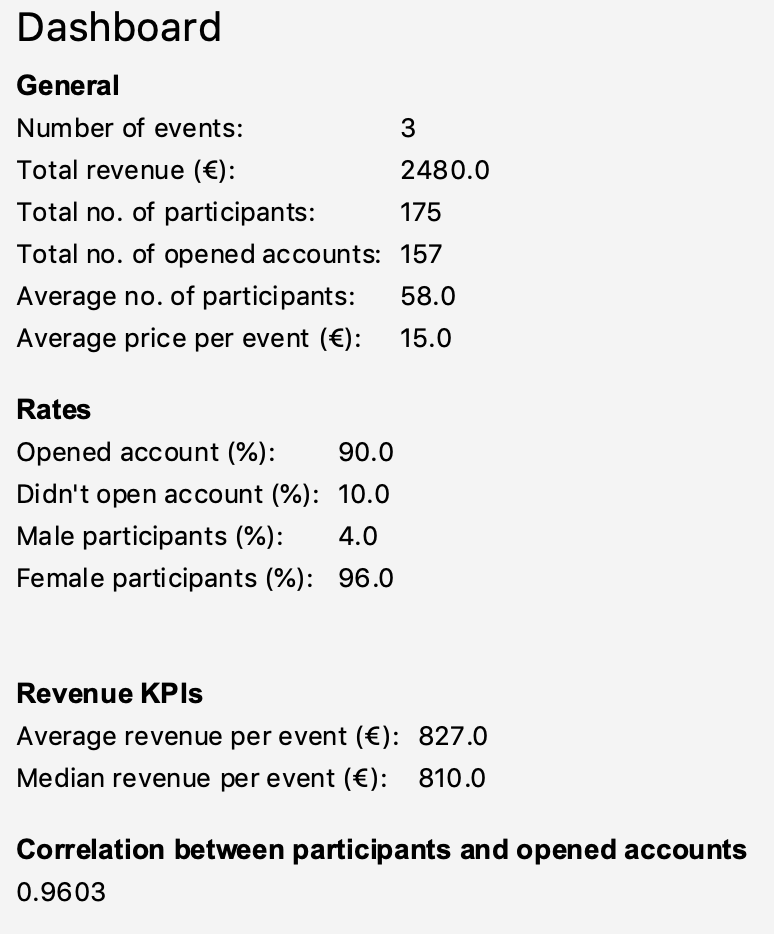 Dashboard
General
Number of events: 3
Total revenue (€): 2480.0
Total no. of participants: 175
Total no. of opened accounts: 157
Average no. of participants: 58.0
Average price per event (€): 15.0
Rates
Opened account (%): 90.0
Didn't open account (%): 10.0
Male participants (%): 4.0
Female participants (%): 96.0
Revenue KPIs
Average revenue per event (€): 827.0
Median revenue per event (€): 810.0
Correlation between participants and opened accounts
0.9603